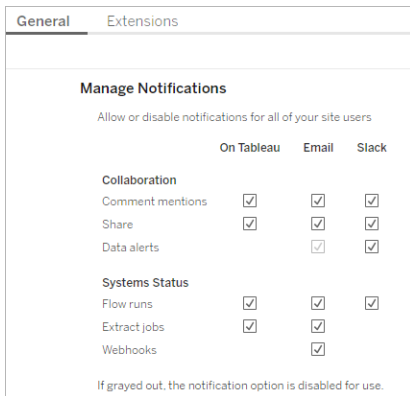 General Extensions
Manage Notifications
Allow or disable notifications for all of your site users
On Tableau Email Slack
Collaboration
Comment mentions
Share
Data alerts
Systems Status
Flow runs
Extract jobs
Webhooks
If grayed out, the notification option is disabled for use.